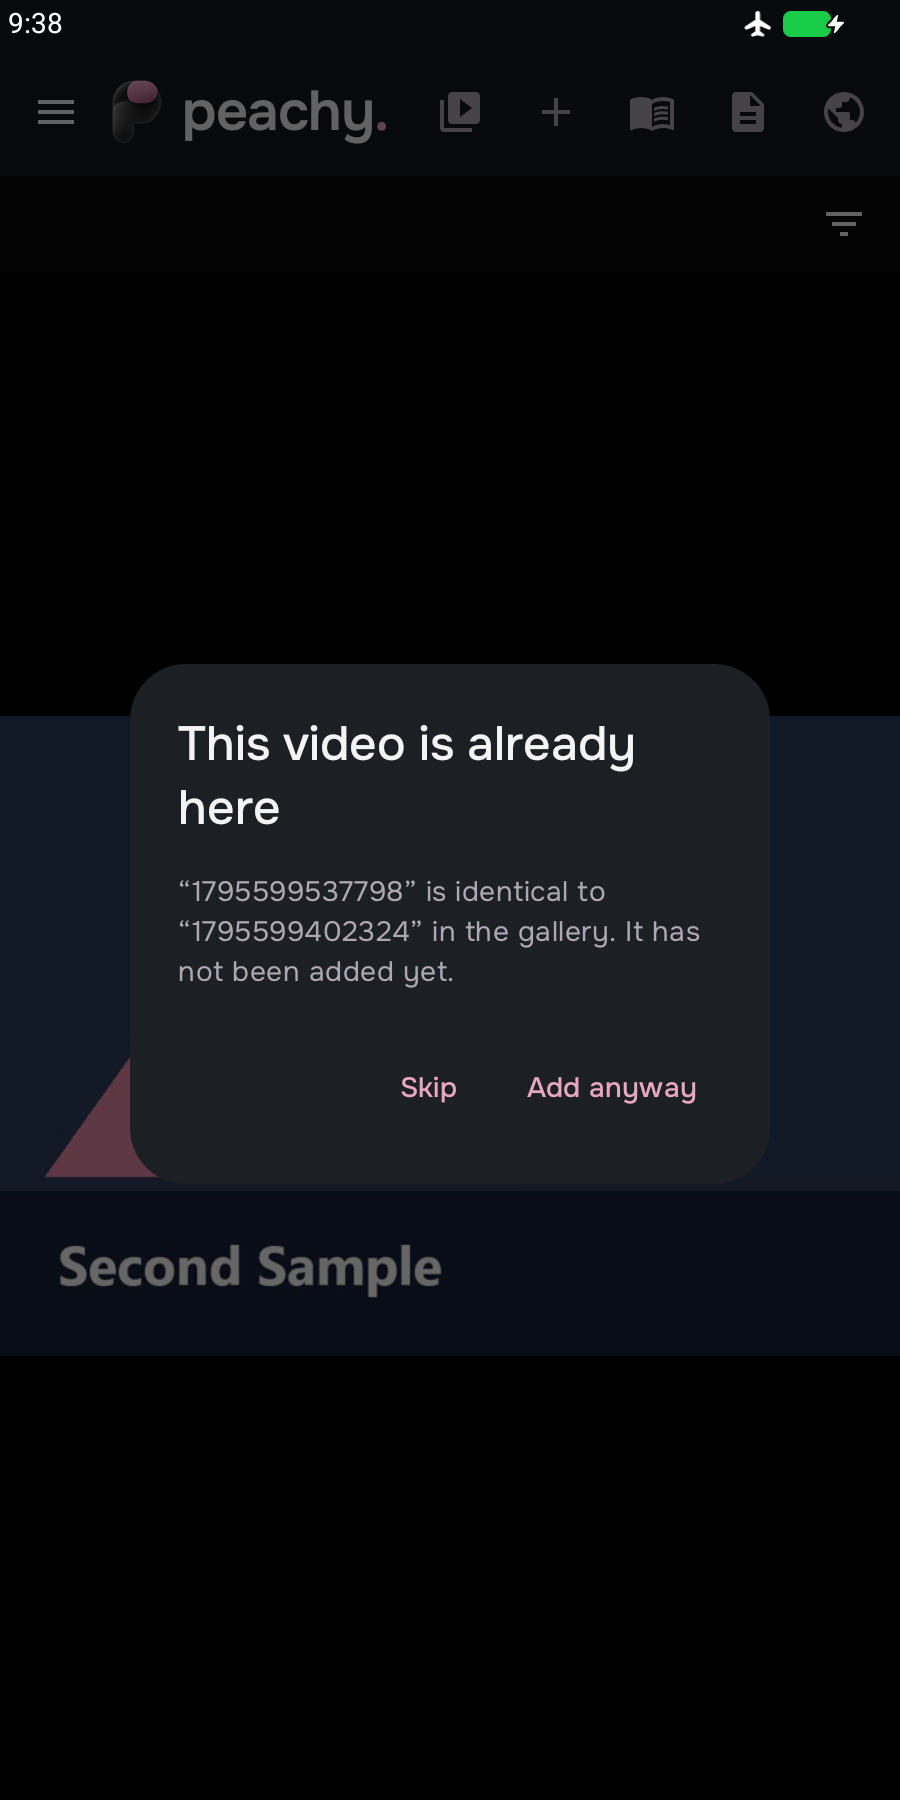 9:38
peachy.
This video is already
here
“1795599537798” is identical to
“1795599402324” in the gallery. It has
not been added yet.
Skip Add anyway
Second Sample